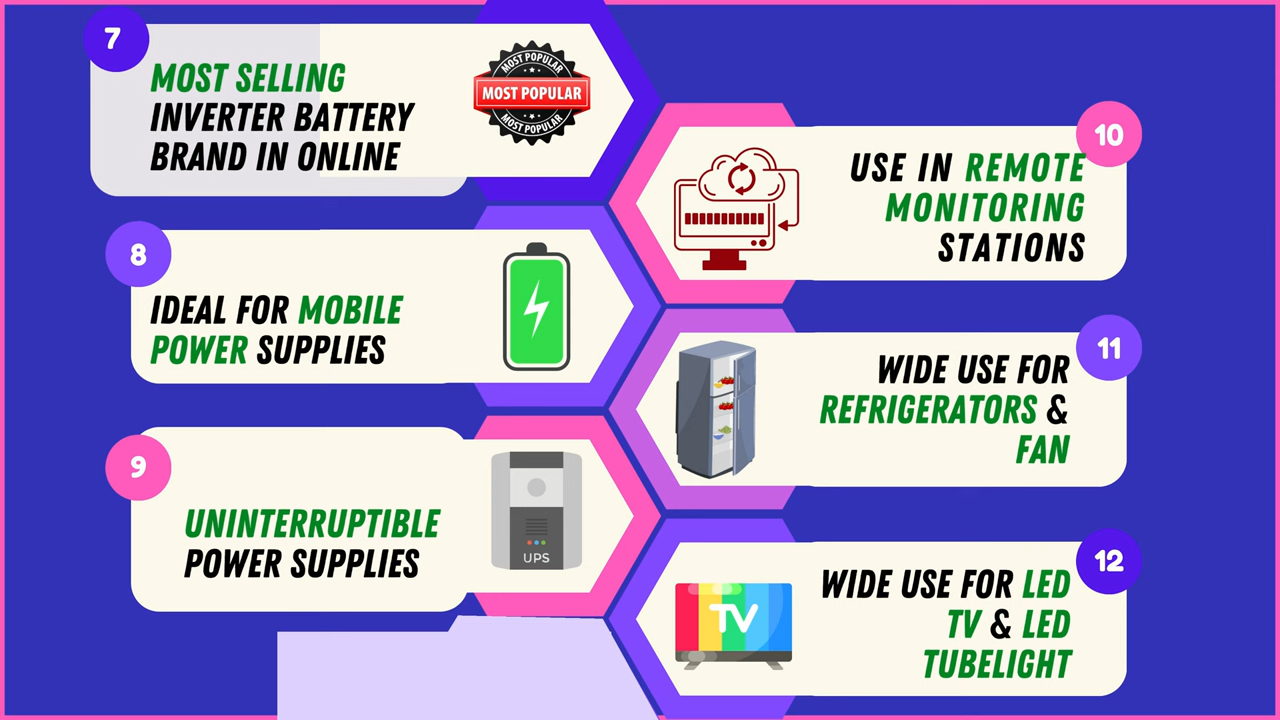 7
MOST SELLING
INVERTER BATTERY
BRAND IN ONLINE
MOST POPULAR
MOST POPULAR
MOST POPULAR
8
IDEAL FOR MOBILE
POWER SUPPLIES
9
UNINTERRUPTIBLE
POWER SUPPLIES
UPS
10
USE IN REMOTE
MONITORING
STATIONS
11
WIDE USE FOR
REFRIGERATORS &
FAN
12
WIDE USE FOR LED
TV & LED
TUBELIGHT
TV